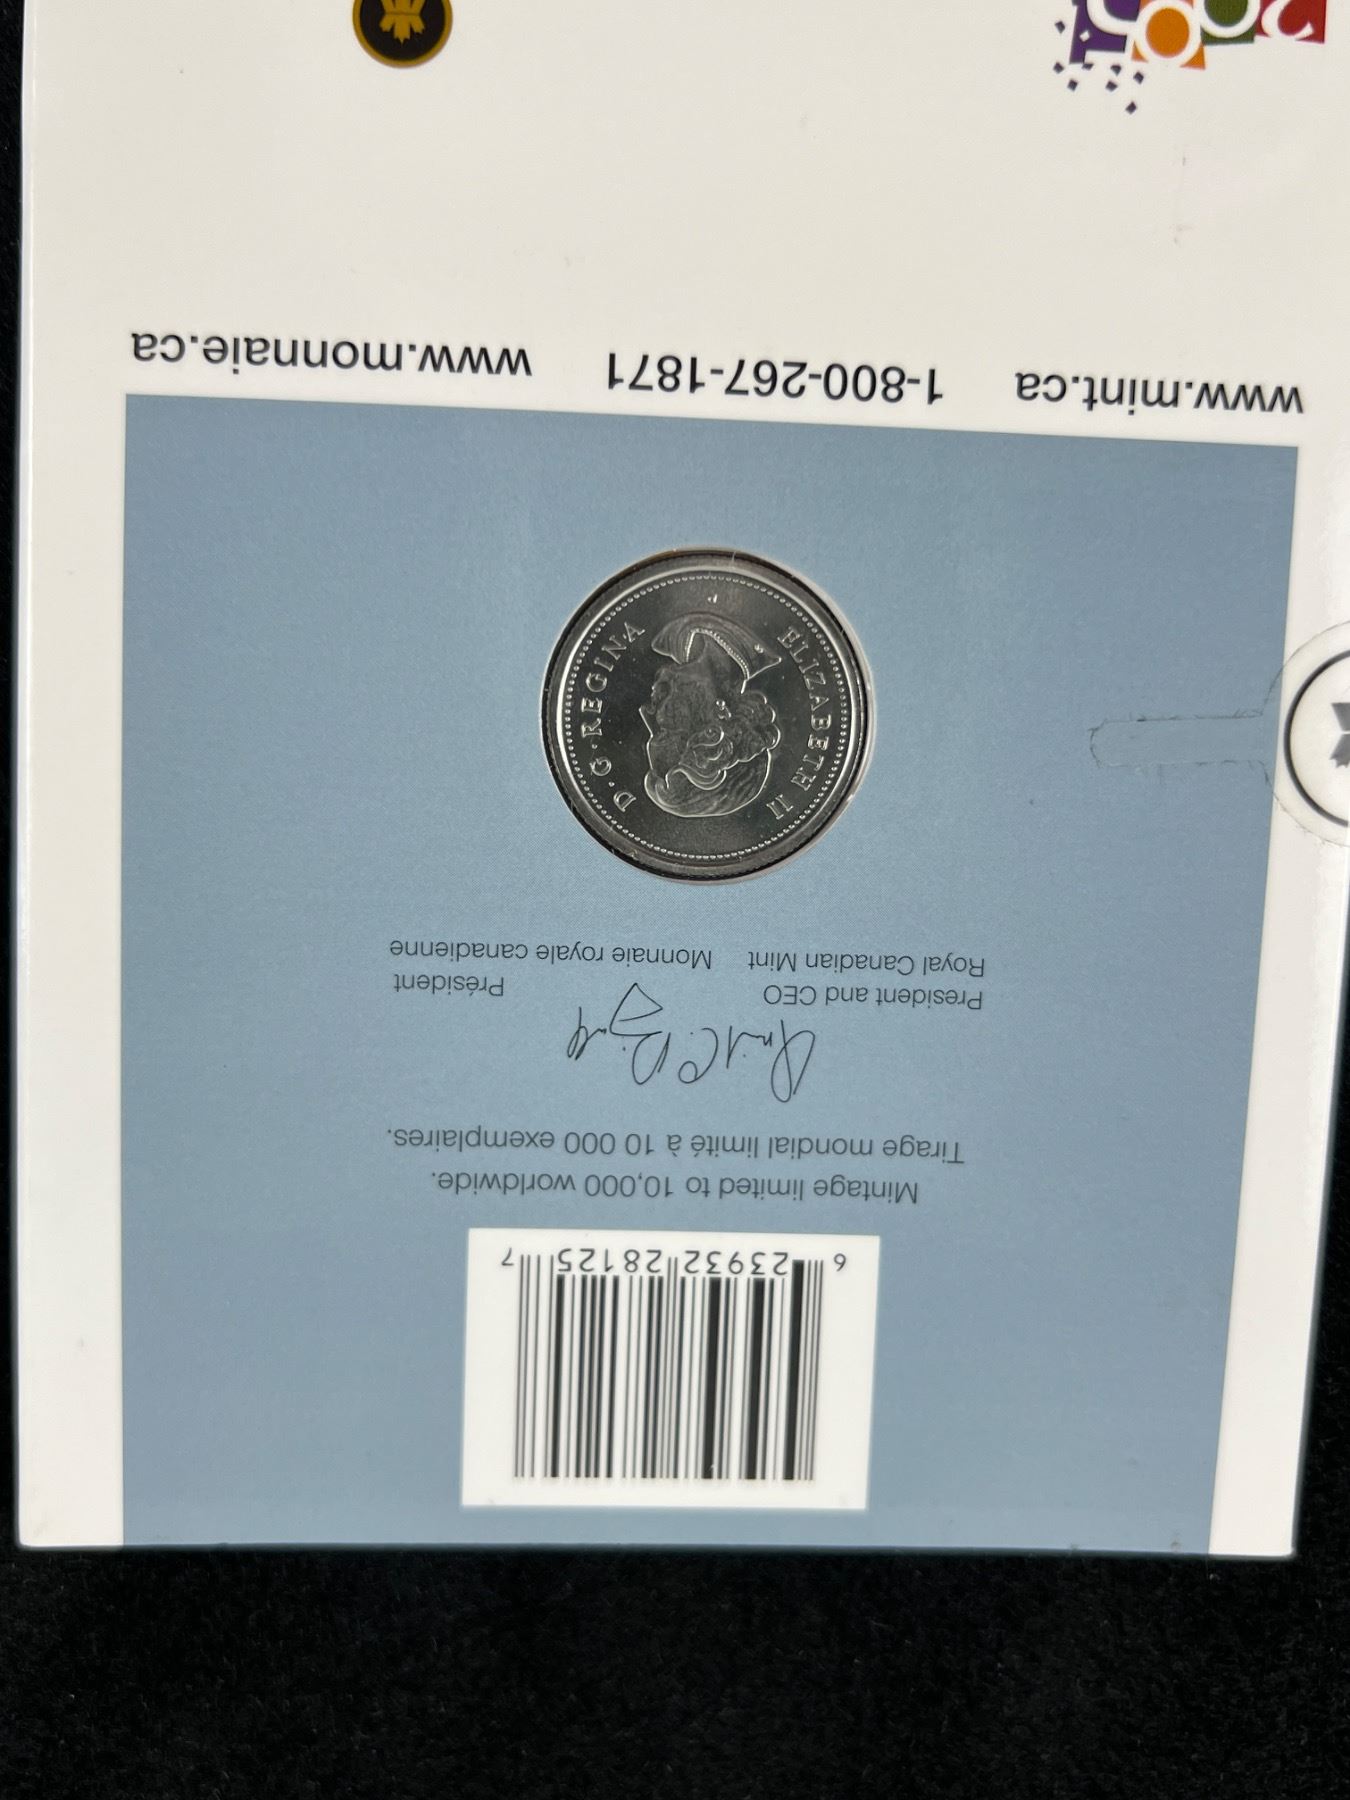 6 23932 28125 7
Mintage limited to 10,000 worldwide.
Tirage mondial limité à 10 000 exemplaires.
President and CEO Président
Royal Canadian Mint Monnaie royale canadienne
ELIZABETH II D·G·REGINA
P
www.mint.ca 1-800-267-1871 www.monnaie.ca